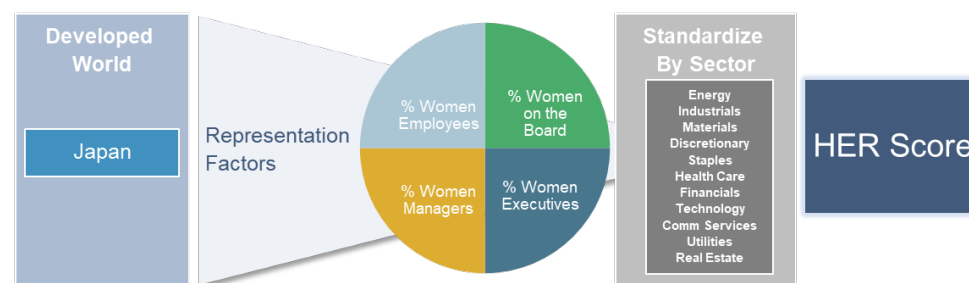 Developed
World
Japan
Representation
Factors
% Women
Employees
% Women
on the
Board
% Women
Managers
% Women
Executives
Standardize
By Sector
Energy
Industrials
Materials
Discretionary
Staples
Health Care
Financials
Technology
Comm Services
Utilities
Real Estate
HER Score